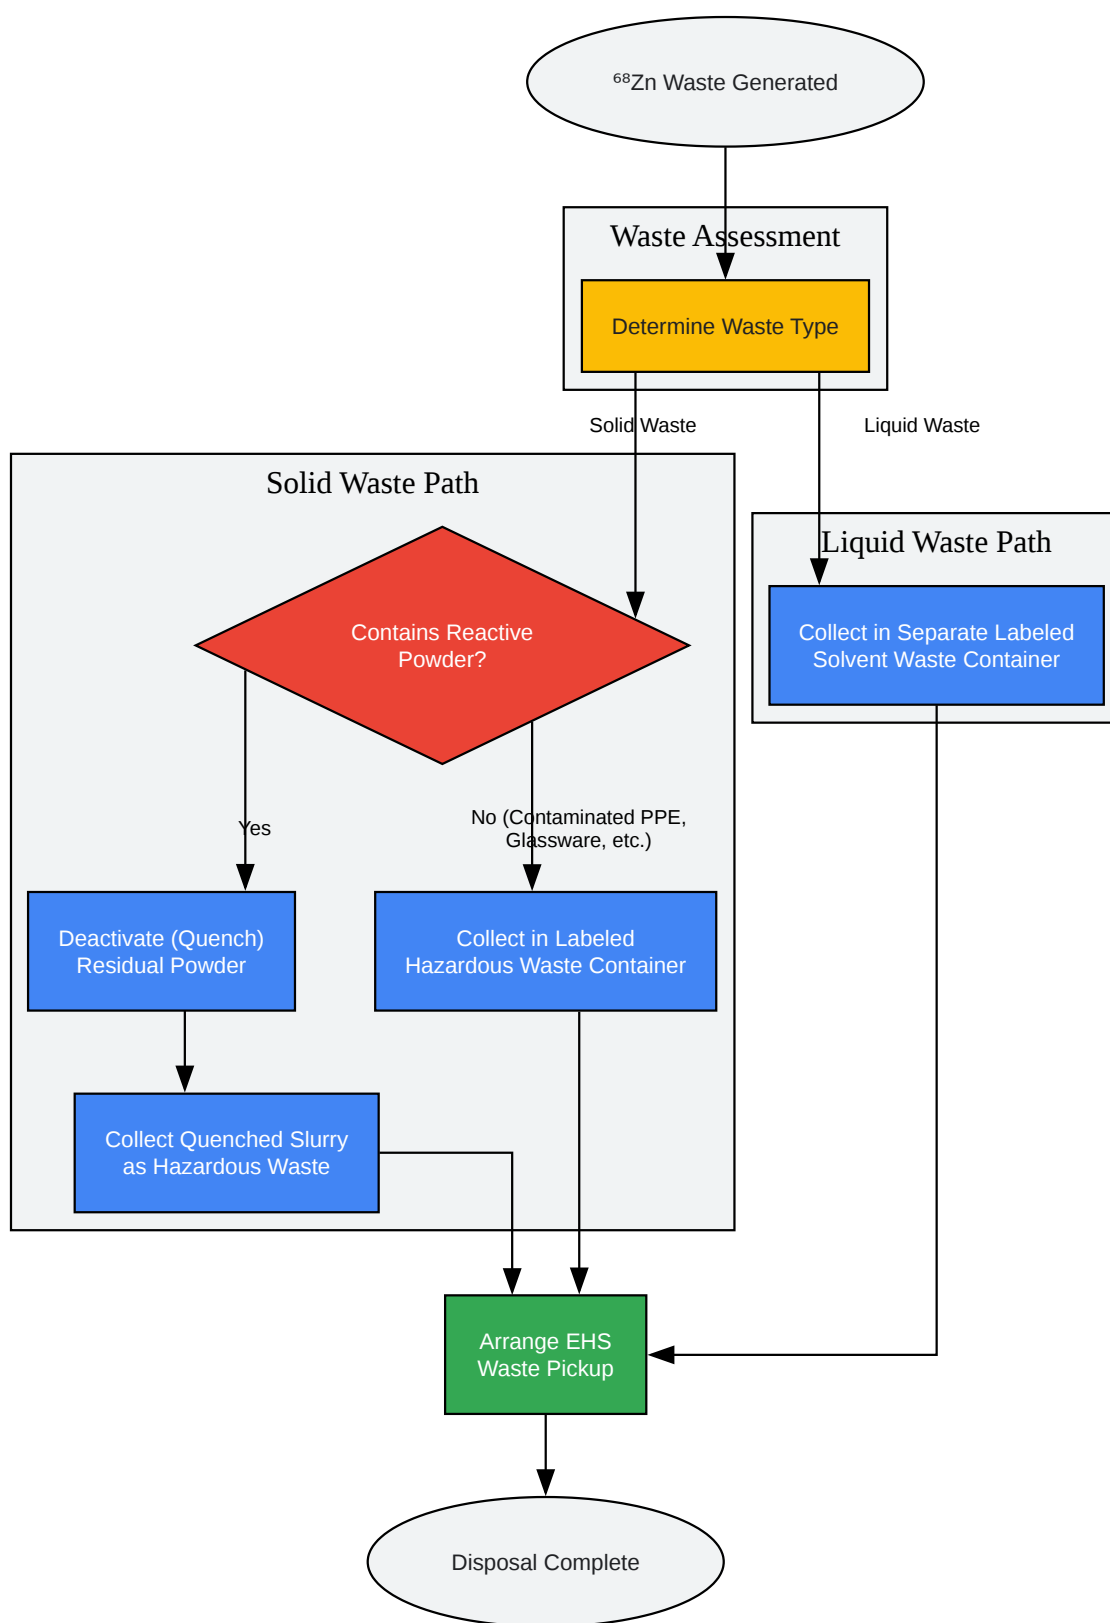 ⁶⁸Zn Waste Generated
Waste Assessment
Determine Waste Type
Solid Waste
Liquid Waste
Solid Waste Path
Liquid Waste Path
Contains Reactive
Powder?
Collect in Separate Labeled
Solvent Waste Container
Yes
No (Contaminated PPE,
Glassware, etc.)
Deactivate (Quench)
Residual Powder
Collect in Labeled
Hazardous Waste Container
Collect Quenched Slurry
as Hazardous Waste
Arrange EHS
Waste Pickup
Disposal Complete